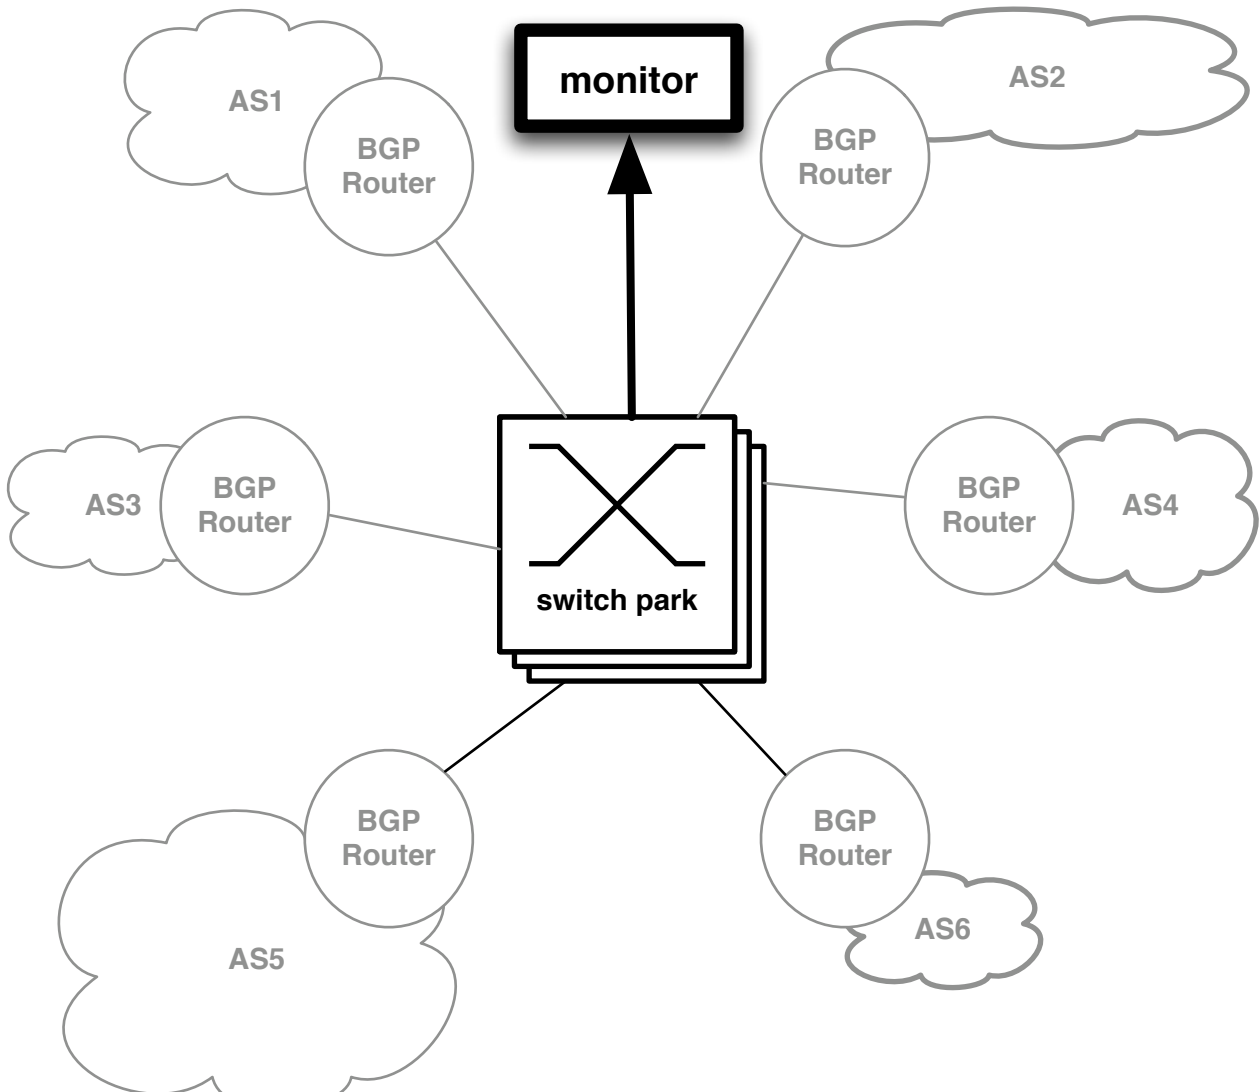 monitor
AS1
BGP
Router
AS2
BGP
Router
AS3
BGP
Router
BGP
Router
AS4
switch park
BGP
Router
AS5
BGP
Router
AS6